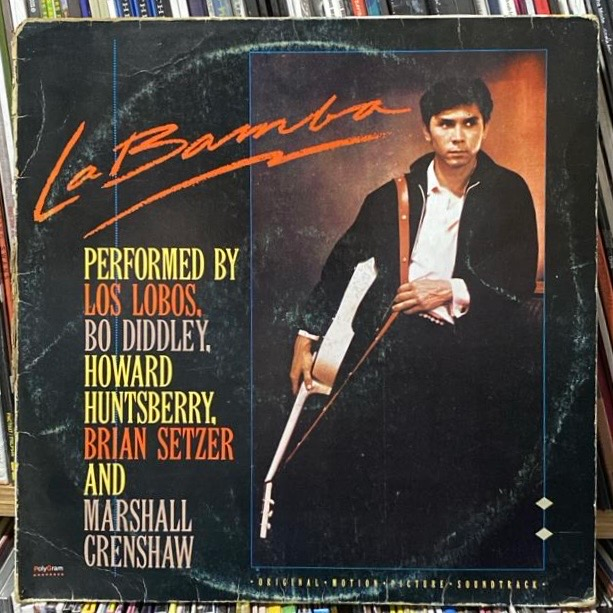 La Bamba
PERFORMED BY
LOS LOBOS,
BO DIDDLEY,
HOWARD
HUNTSBERRY,
BRIAN SETZER
AND
MARSHALL
CRENSHAW
PolyGram
· ORIGINAL · MOTION · PICTURE · SOUNDTRACK ·